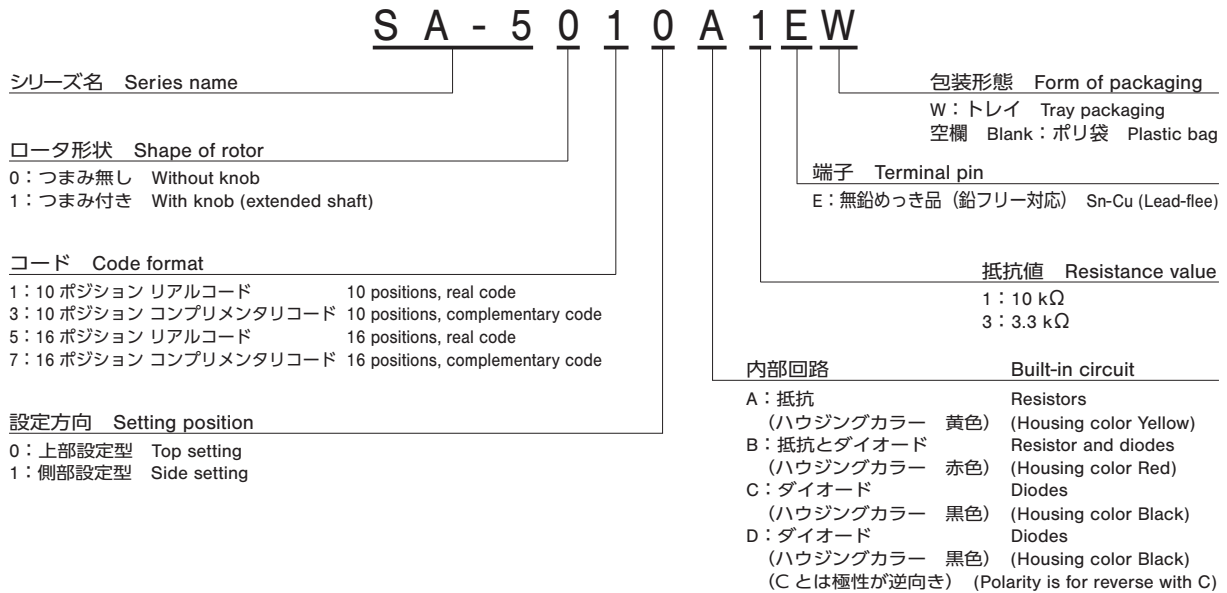 SA-5010A1EW
シリーズ名 Series name
ロータ形状 Shape of rotor
0：つまみ無し Without knob
1：つまみ付き With knob (extended shaft)
コード Code format
1：10 ポジション リアルコード 10 positions, real code
3：10 ポジション コンプリメンタリコード 10 positions, complementary code
5：16 ポジション リアルコード 16 positions, real code
7：16 ポジション コンプリメンタリコード 16 positions, complementary code
設定方向 Setting position
0：上部設定型 Top setting
1：側部設定型 Side setting
包装形態 Form of packaging
W：トレイ Tray packaging
空欄 Blank：ポリ袋 Plastic bag
端子 Terminal pin
E：無鉛めっき品（鉛フリー対応） Sn-Cu (Lead-flee)
抵抗値 Resistance value
1：10 kΩ
3：3.3 kΩ
内部回路 Built-in circuit
A：抵抗 Resistors
（ハウジングカラー 黄色） (Housing color Yellow)
B：抵抗とダイオード Resistor and diodes
（ハウジングカラー 赤色） (Housing color Red)
C：ダイオード Diodes
（ハウジングカラー 黒色） (Housing color Black)
D：ダイオード Diodes
（ハウジングカラー 黒色） (Housing color Black)
（C とは極性が逆向き） (Polarity is for reverse with C)